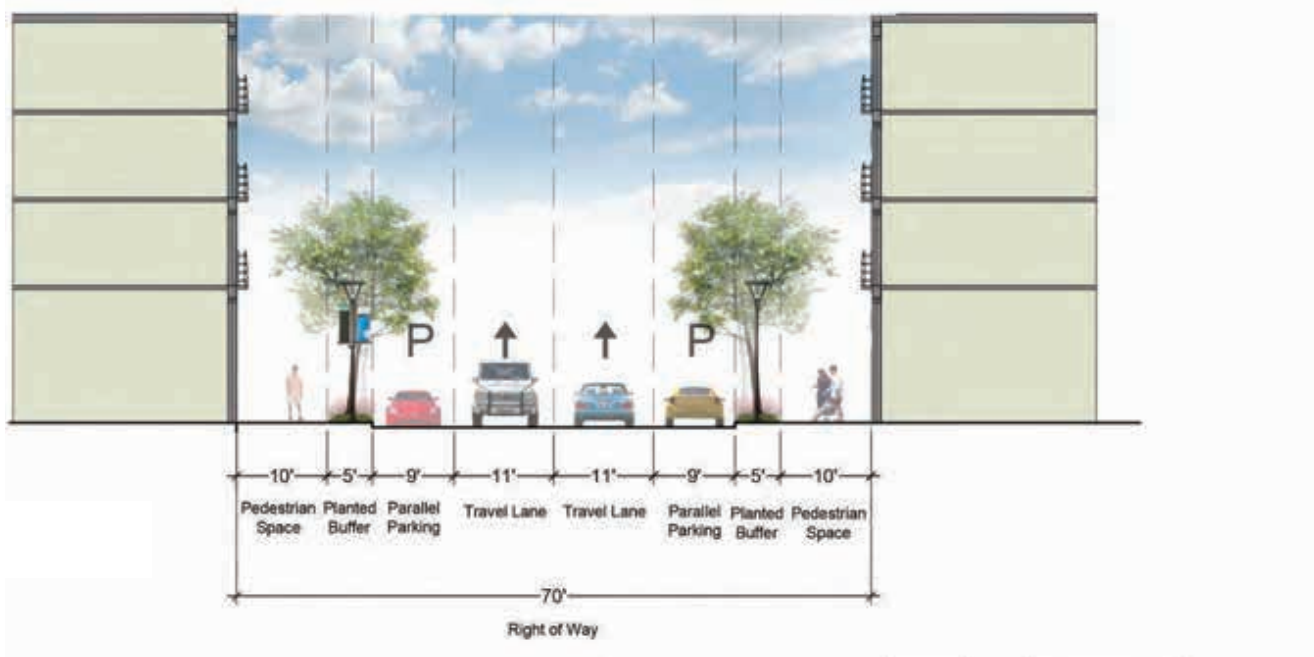 P
P
10' 5' 9' 11' 11' 9' 5' 10'
Pedestrian Planted Parallel Travel Lane Travel Lane Parallel Planted Pedestrian
Space Buffer Parking Parking Buffer Space
70'
Right of Way